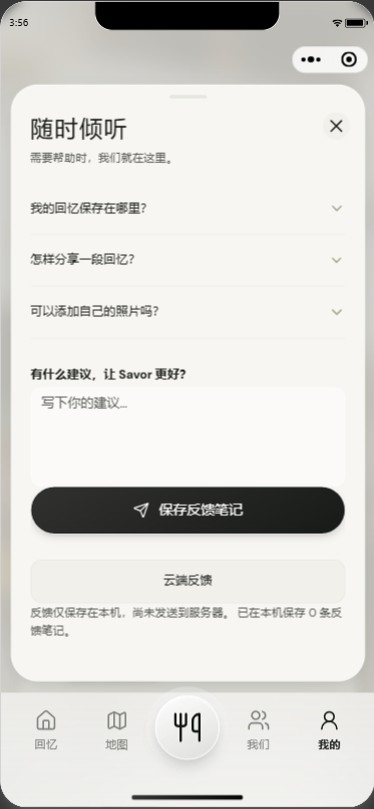 3:56
随时倾听
需要帮助时，我们就在这里。
我的回忆保存在哪里？
怎样分享一段回忆？
可以添加自己的照片吗？
有什么建议，让 Savor 更好？
写下你的建议...
保存反馈笔记
云端反馈
反馈仅保存在本机，尚未发送到服务器。 已在本机保存 0 条反
馈笔记。
回忆
地图
我们
我的